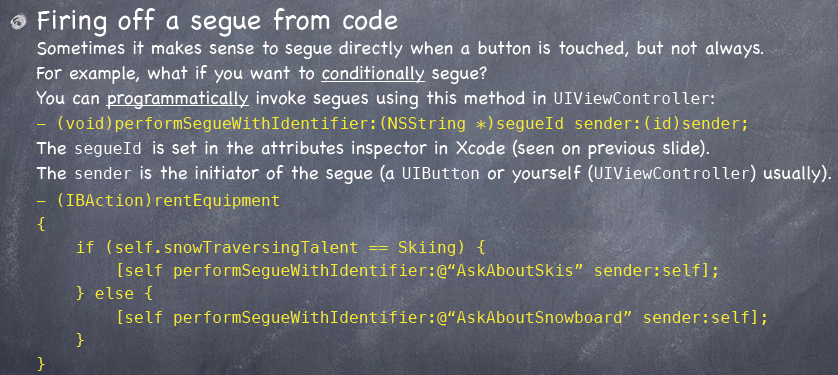 Firing off a segue from code
Sometimes it makes sense to segue directly when a button is touched, but not always.
For example, what if you want to conditionally segue?
You can programmatically invoke segues using this method in UIViewController:
- (void)performSegueWithIdentifier:(NSString *)segueId sender:(id)sender;
The segueId is set in the attributes inspector in Xcode (seen on previous slide).
The sender is the initiator of the segue (a UIButton or yourself (UIViewController) usually).
- (IBAction)rentEquipment
{
    if (self.snowTraversingTalent == Skiing) {
        [self performSegueWithIdentifier:@“AskAboutSkis” sender:self];
    } else {
        [self performSegueWithIdentifier:@“AskAboutSnowboard” sender:self];
    }
}